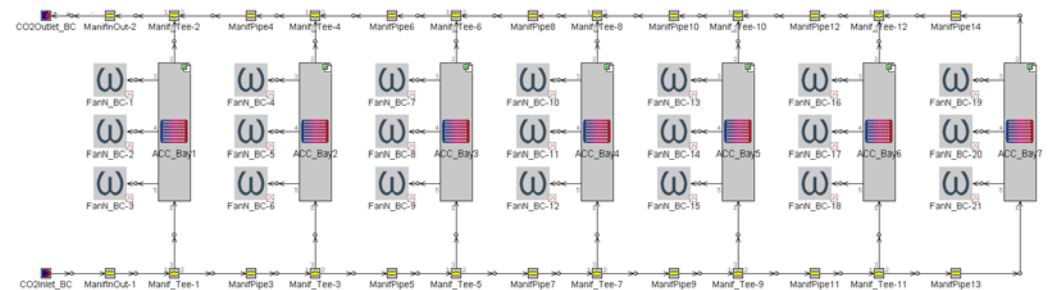 CO2Outlet_BC ManifInOut-2 Manif_Tee-2 ManifPipe4 Manif_Tee-4 ManifPipe6 Manif_Tee-6 ManifPipe8 Manif_Tee-8 ManifPipe10 Manif_Tee-10 ManifPipe12 Manif_Tee-12 ManifPipe14
FanN_BC-1 FanN_BC-4 FanN_BC-7 FanN_BC-10 FanN_BC-13 FanN_BC-16 FanN_BC-19
FanN_BC-2 ACC_Bay1 FanN_BC-5 ACC_Bay2 FanN_BC-8 ACC_Bay3 FanN_BC-11 ACC_Bay4 FanN_BC-14 ACC_Bay5 FanN_BC-17 ACC_Bay6 FanN_BC-20 ACC_Bay7
FanN_BC-3 FanN_BC-6 FanN_BC-9 FanN_BC-12 FanN_BC-15 FanN_BC-18 FanN_BC-21
CO2Inlet_BC ManifInOut-1 Manif_Tee-1 ManifPipe3 Manif_Tee-3 ManifPipe5 Manif_Tee-5 ManifPipe7 Manif_Tee-7 ManifPipe9 Manif_Tee-9 ManifPipe11 Manif_Tee-11 ManifPipe13